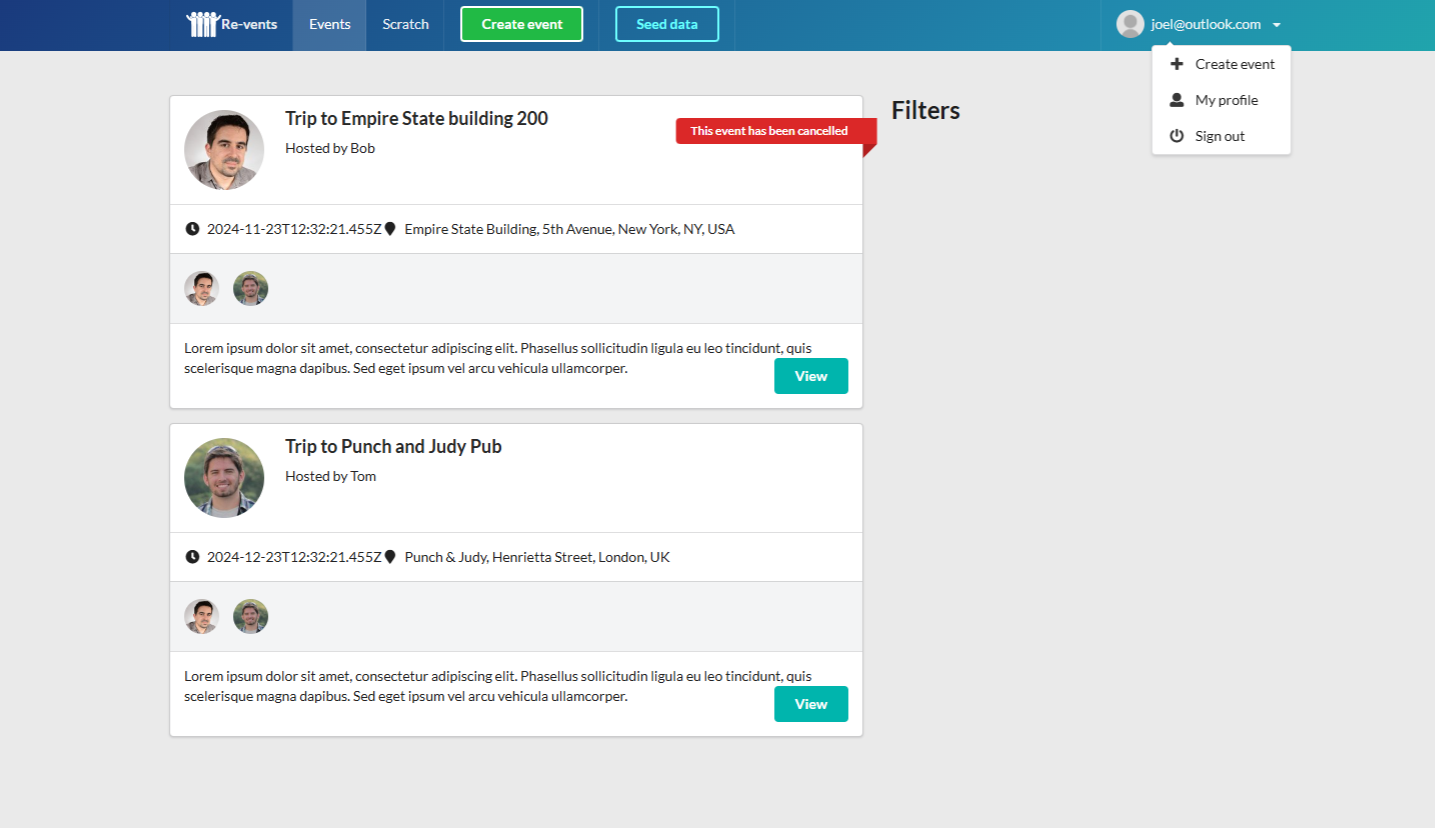 Re-vents
Events
Scratch
Create event
Seed data
joel@outlook.com
Create event
My profile
Sign out
Trip to Empire State building 200
Hosted by Bob
This event has been cancelled
2024-11-23T12:32:21.455Z Empire State Building, 5th Avenue, New York, NY, USA
Lorem ipsum dolor sit amet, consectetur adipiscing elit. Phasellus sollicitudin ligula eu leo tincidunt, quis
scelerisque magna dapibus. Sed eget ipsum vel arcu vehicula ullamcorper.
View
Trip to Punch and Judy Pub
Hosted by Tom
2024-12-23T12:32:21.455Z Punch & Judy, Henrietta Street, London, UK
Lorem ipsum dolor sit amet, consectetur adipiscing elit. Phasellus sollicitudin ligula eu leo tincidunt, quis
scelerisque magna dapibus. Sed eget ipsum vel arcu vehicula ullamcorper.
View
Filters